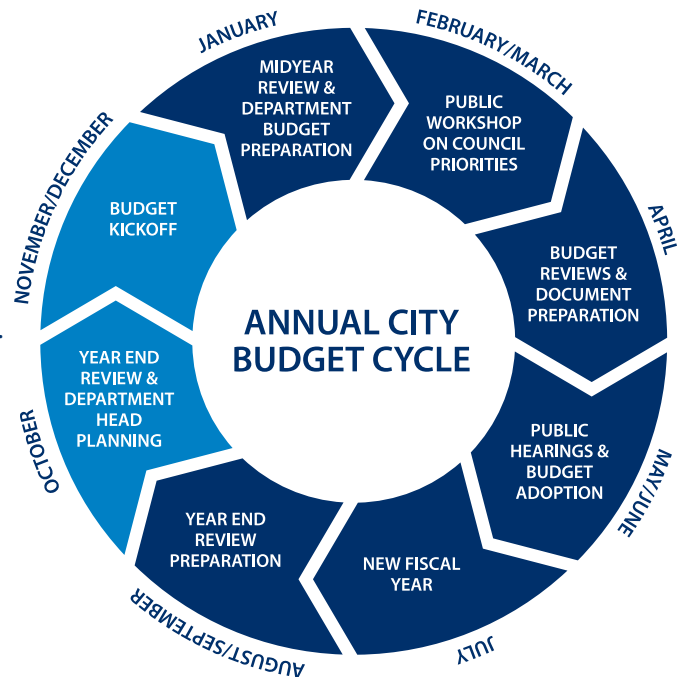 ANNUAL CITY
BUDGET CYCLE
JANUARY
MIDYEAR
REVIEW &
DEPARTMENT
BUDGET
PREPARATION
FEBRUARY/MARCH
PUBLIC
WORKSHOP
ON COUNCIL
PRIORITIES
APRIL
BUDGET
REVIEWS &
DOCUMENT
PREPARATION
MAY/JUNE
PUBLIC
HEARINGS &
BUDGET
ADOPTION
JULY
NEW FISCAL
YEAR
AUGUST/SEPTEMBER
YEAR END
REVIEW
PREPARATION
OCTOBER
YEAR END
REVIEW &
DEPARTMENT
HEAD
PLANNING
NOVEMBER/DECEMBER
BUDGET
KICKOFF